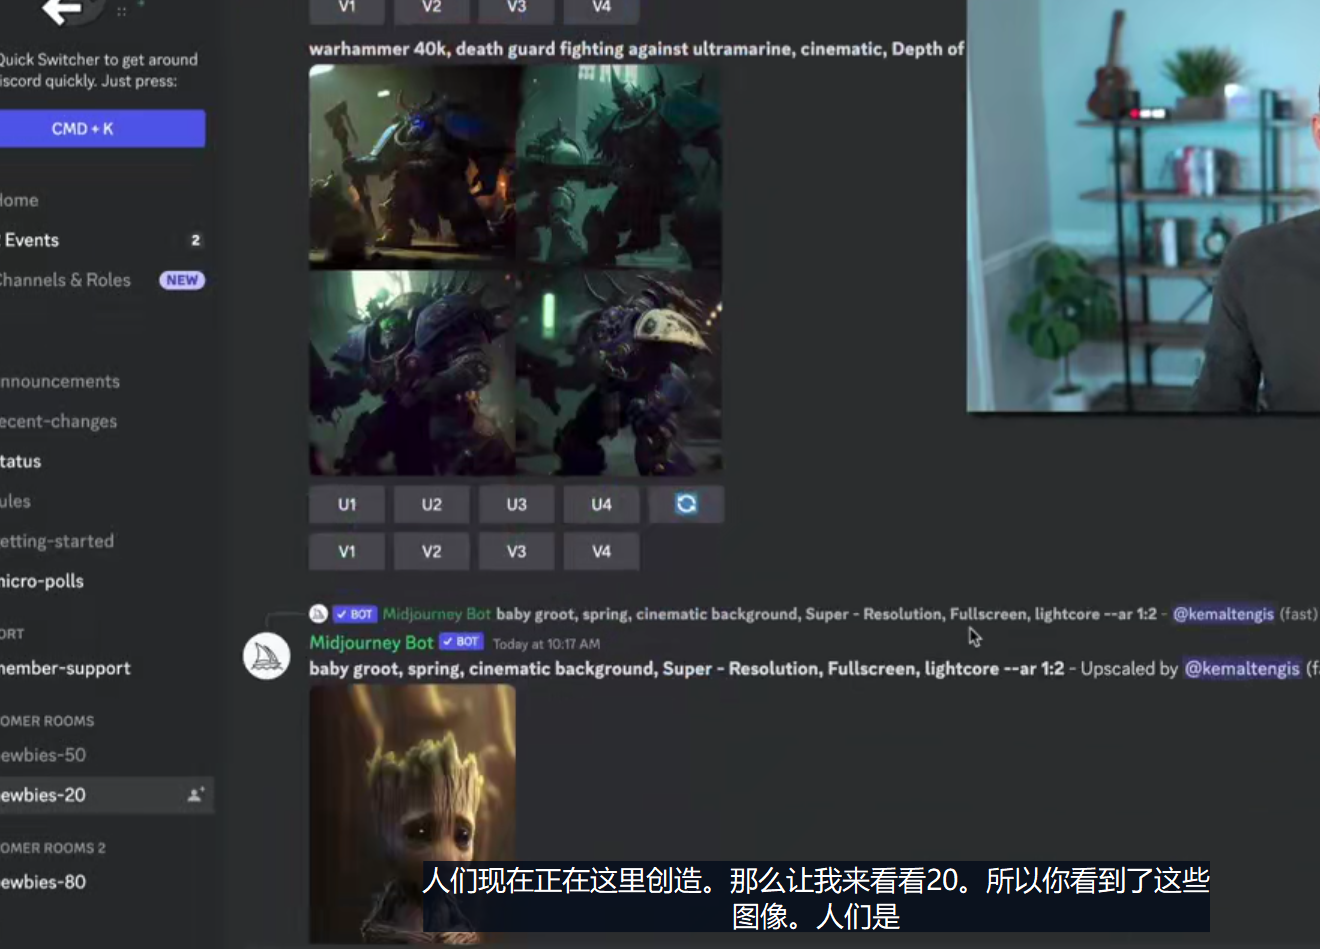 V1 V2 V3 V4
Quick Switcher to get around
iscord quickly. Just press:
CMD + K
warhammer 40k, death guard fighting against ultramarine, cinematic, Depth of
Home
Events 2
Channels & Roles NEW
nnouncements
ecent-changes
tatus
ules
etting-started
micro-polls
ORT
member-support
OMER ROOMS
ewbies-50
ewbies-20
OMER ROOMS 2
ewbies-80
U1 U2 U3 U4
V1 V2 V3 V4
BOT Midjourney Bot baby groot, spring, cinematic background, Super - Resolution, Fullscreen, lightcore --ar 1:2 - @kemaltengis (fast)
Midjourney Bot BOT Today at 10:17 AM
baby groot, spring, cinematic background, Super - Resolution, Fullscreen, lightcore --ar 1:2 - Upscaled by @kemaltengis (fa
人们现在正在这里创造。那么让我来看看20。所以你看到了这些
图像。人们是